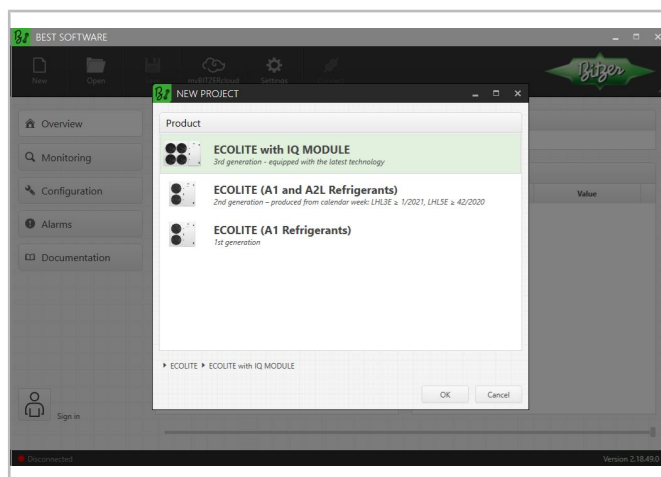 BEST SOFTWARE
New
Open
myBITZERcloud
Settings
Bitzer
NEW PROJECT
Product
ECOLITE with IQ MODULE
3rd generation - equipped with the latest technology
ECOLITE (A1 and A2L Refrigerants)
2nd generation – produced from calendar week: LHL3E ≥ 1/2021, LHL5E ≥ 42/2020
ECOLITE (A1 Refrigerants)
1st generation
ECOLITE ECOLITE with IQ MODULE
OK
Cancel
Overview
Monitoring
Configuration
Alarms
Documentation
Value
Sign in
Disconnected
Version 2.18.49.0